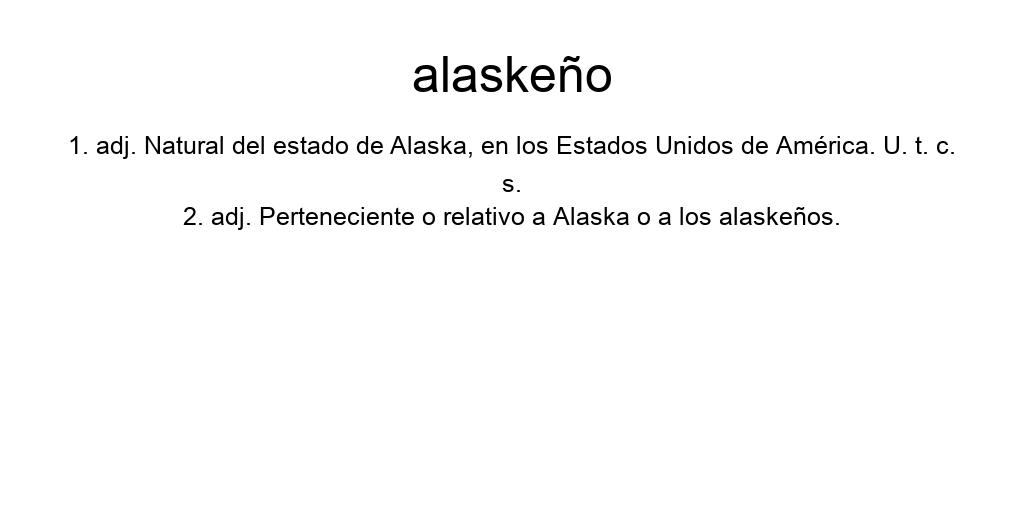 alaskeño
1. adj. Natural del estado de Alaska, en los Estados Unidos de América. U. t. c.
s.
2. adj. Perteneciente o relativo a Alaska o a los alaskeños.